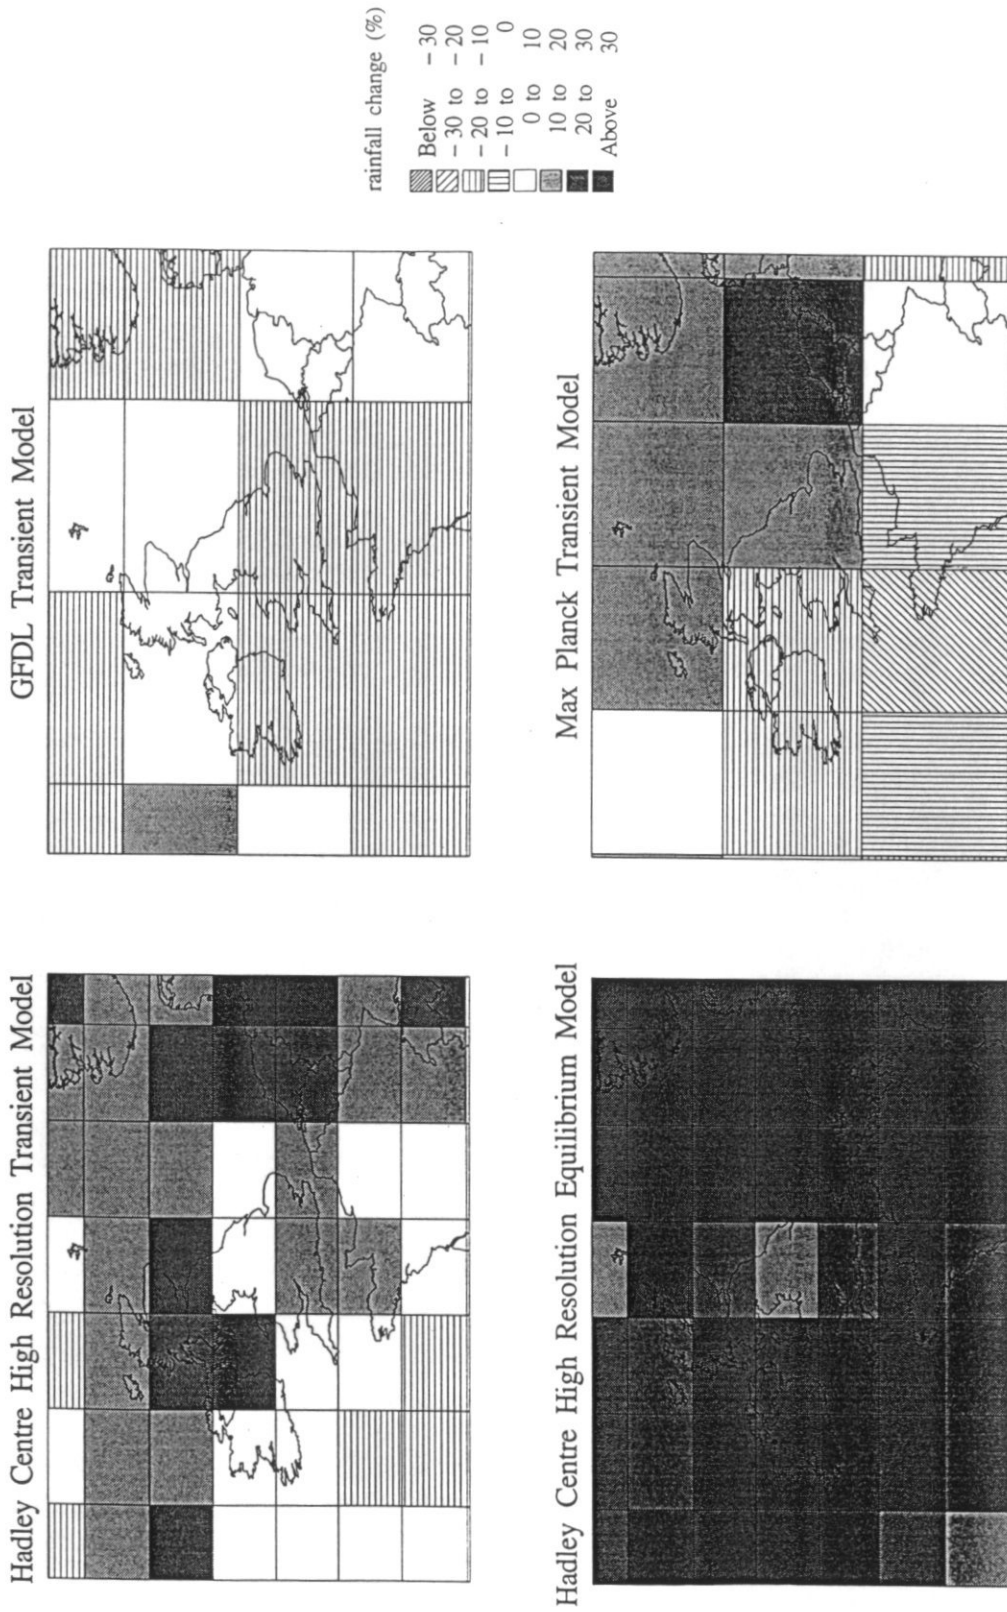 Hadley Centre High Resolution Transient Model
GFDL Transient Model
Hadley Centre High Resolution Equilibrium Model
Max Planck Transient Model
rainfall change (%)
Below − 30
− 30 to − 20
− 20 to − 10
− 10 to 0
0 to 10
10 to 20
20 to 30
Above 30